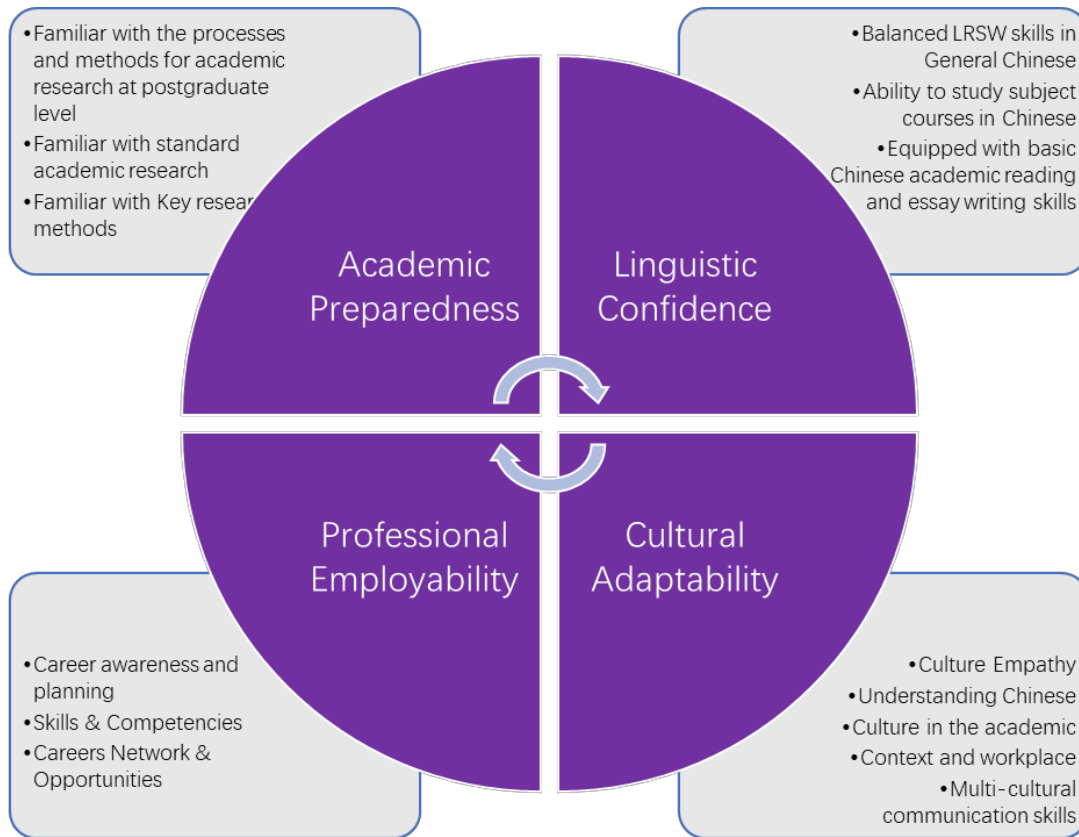 •Familiar with the processes
and methods for academic
research at postgraduate
level
•Familiar with standard
academic research
•Familiar with Key resear
methods
•Balanced LRSW skills in
General Chinese
•Ability to study subject
courses in Chinese
•Equipped with basic
Chinese academic reading
and essay writing skills
Academic
Preparedness
Linguistic
Confidence
Professional
Employability
Cultural
Adaptability
•Career awareness and
planning
•Skills & Competencies
•Careers Network &
Opportunities
•Culture Empathy
•Understanding Chinese
•Culture in the academic
•Context and workplace
•Multi-cultural
communication skills